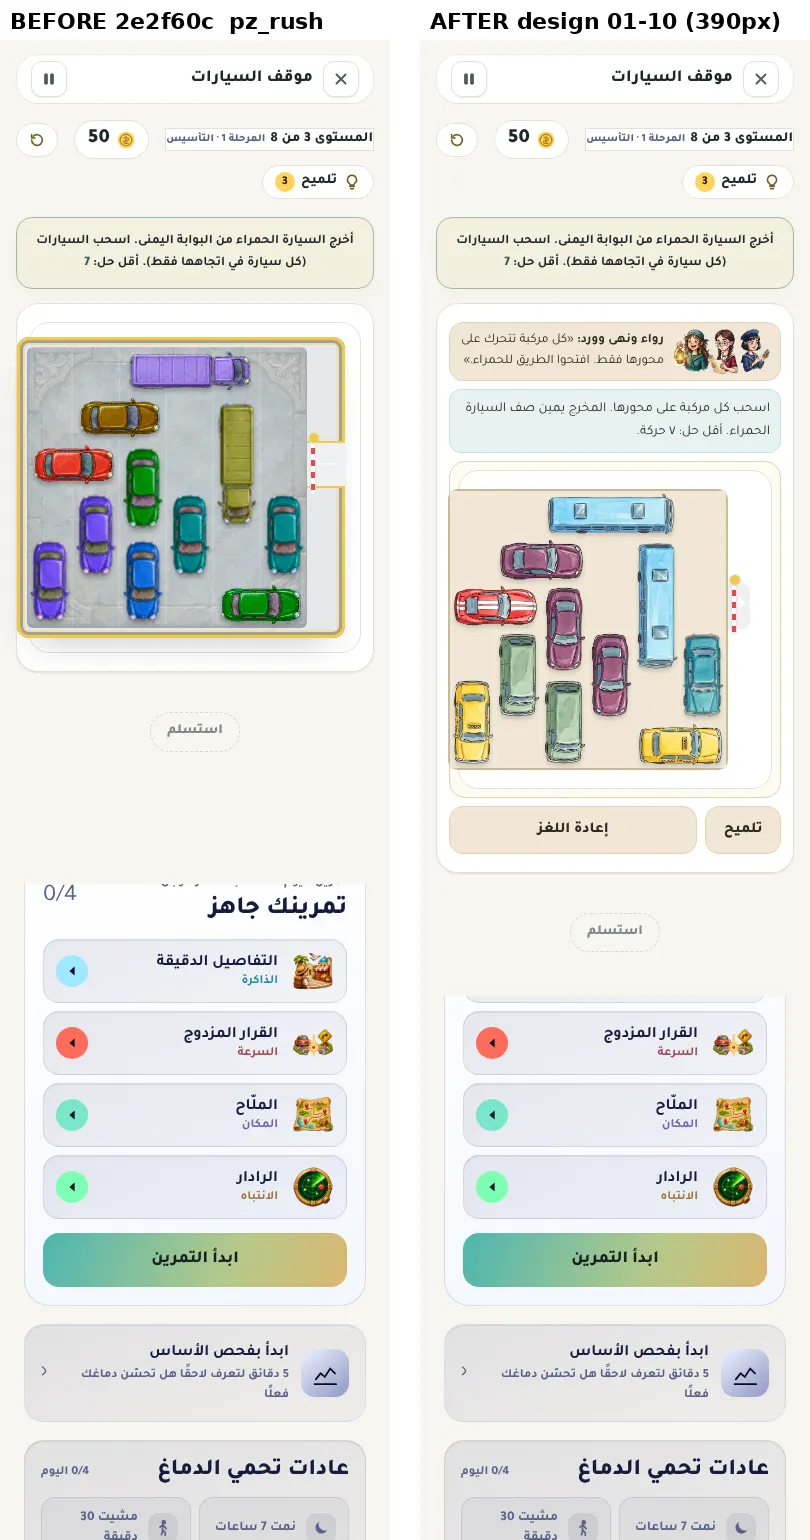 BEFORE 2e2f60c pz_rush
موقف السيارات
المستوى 3 من 8 المرحلة 1 · التأسيس
50
تلميح 3
أخرج السيارة الحمراء من البوابة اليمنى. اسحب السيارات
(كل سيارة في اتجاهها فقط). أقل حل: 7
استسلم
0/4
تمرينك جاهز
التفاصيل الدقيقة
الذاكرة
القرار المزدوج
السرعة
الملّاح
المكان
الرادار
الانتباه
ابدأ التمرين
ابدأ بفحص الأساس
5 دقائق لتعرف لاحقًا هل تحسّن دماغك
فعلًا
عادات تحمي الدماغ
0/4 اليوم
نمت 7 ساعات
مشيت 30
دقيقة
AFTER design 01-10 (390px)
موقف السيارات
المستوى 3 من 8 المرحلة 1 · التأسيس
50
تلميح 3
أخرج السيارة الحمراء من البوابة اليمنى. اسحب السيارات
(كل سيارة في اتجاهها فقط). أقل حل: 7
رواء ونهى وورد: «كل مركبة تتحرك على
محورها فقط. افتحوا الطريق للحمراء.»
اسحب كل مركبة على محورها. المخرج يمين صف السيارة
الحمراء. أقل حل: ٧ حركة.
تلميح
إعادة اللغز
استسلم
القرار المزدوج
السرعة
الملّاح
المكان
الرادار
الانتباه
ابدأ التمرين
ابدأ بفحص الأساس
5 دقائق لتعرف لاحقًا هل تحسّن دماغك
فعلًا
عادات تحمي الدماغ
0/4 اليوم
نمت 7 ساعات
مشيت 30
دقيقة